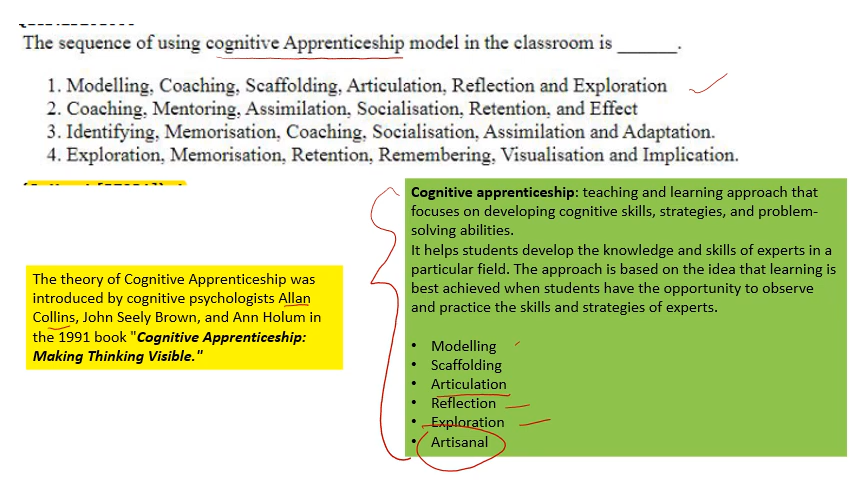 The sequence of using cognitive Apprenticeship model in the classroom is ______.
1. Modelling, Coaching, Scaffolding, Articulation, Reflection and Exploration
2. Coaching, Mentoring, Assimilation, Socialisation, Retention, and Effect
3. Identifying, Memorisation, Coaching, Socialisation, Assimilation and Adaptation.
4. Exploration, Memorisation, Retention, Remembering, Visualisation and Implication.
The theory of Cognitive Apprenticeship was
introduced by cognitive psychologists Allan
Collins, John Seely Brown, and Ann Holum in
the 1991 book "Cognitive Apprenticeship:
Making Thinking Visible."
Cognitive apprenticeship: teaching and learning approach that
focuses on developing cognitive skills, strategies, and problem-
solving abilities.
It helps students develop the knowledge and skills of experts in a
particular field. The approach is based on the idea that learning is
best achieved when students have the opportunity to observe
and practice the skills and strategies of experts.
• Modelling
• Scaffolding
• Articulation
• Reflection
• Exploration
• Artisanal